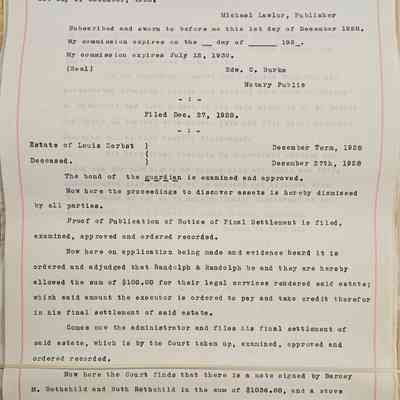 Michael Lawlor, Publisher
Subscribed and sworn to before me this 1st day of December 1928.
My commission expires on the __ day of ______ 193_.
My commission expires July 12, 1930.
(Seal) Edw. C. Burke
Notary Public
- : -
Filed Dec. 27, 1928.
- : -
Estate of Louis Zerbst ) December Term, 1928
(
Deceased. ) December 27th, 1928
The bond of the guardian is examined and approved.
Now here the proceedings to discover assets is hereby dismissed
by all parties.
Proof of Publication of Notice of Final Settlement is filed,
examined, approved and ordered recorded.
Now here on application being made and evidence heard it is
ordered and adjudged that Randolph & Randolph be and they are hereby
allowed the sum of $100.00 for their legal services rendered said estate;
which said amount the executor is ordered to pay and take credit therefor
in his final settlement of said estate.
Comes now the administrator and files his final settlement of
said estate, which is by the Court taken up, examined, approved and
ordered recorded.
Now here the Court finds that there is a note signed by Barney
M. Rothchild and Ruth Rothchild in the sum of $1036.68, and a stove